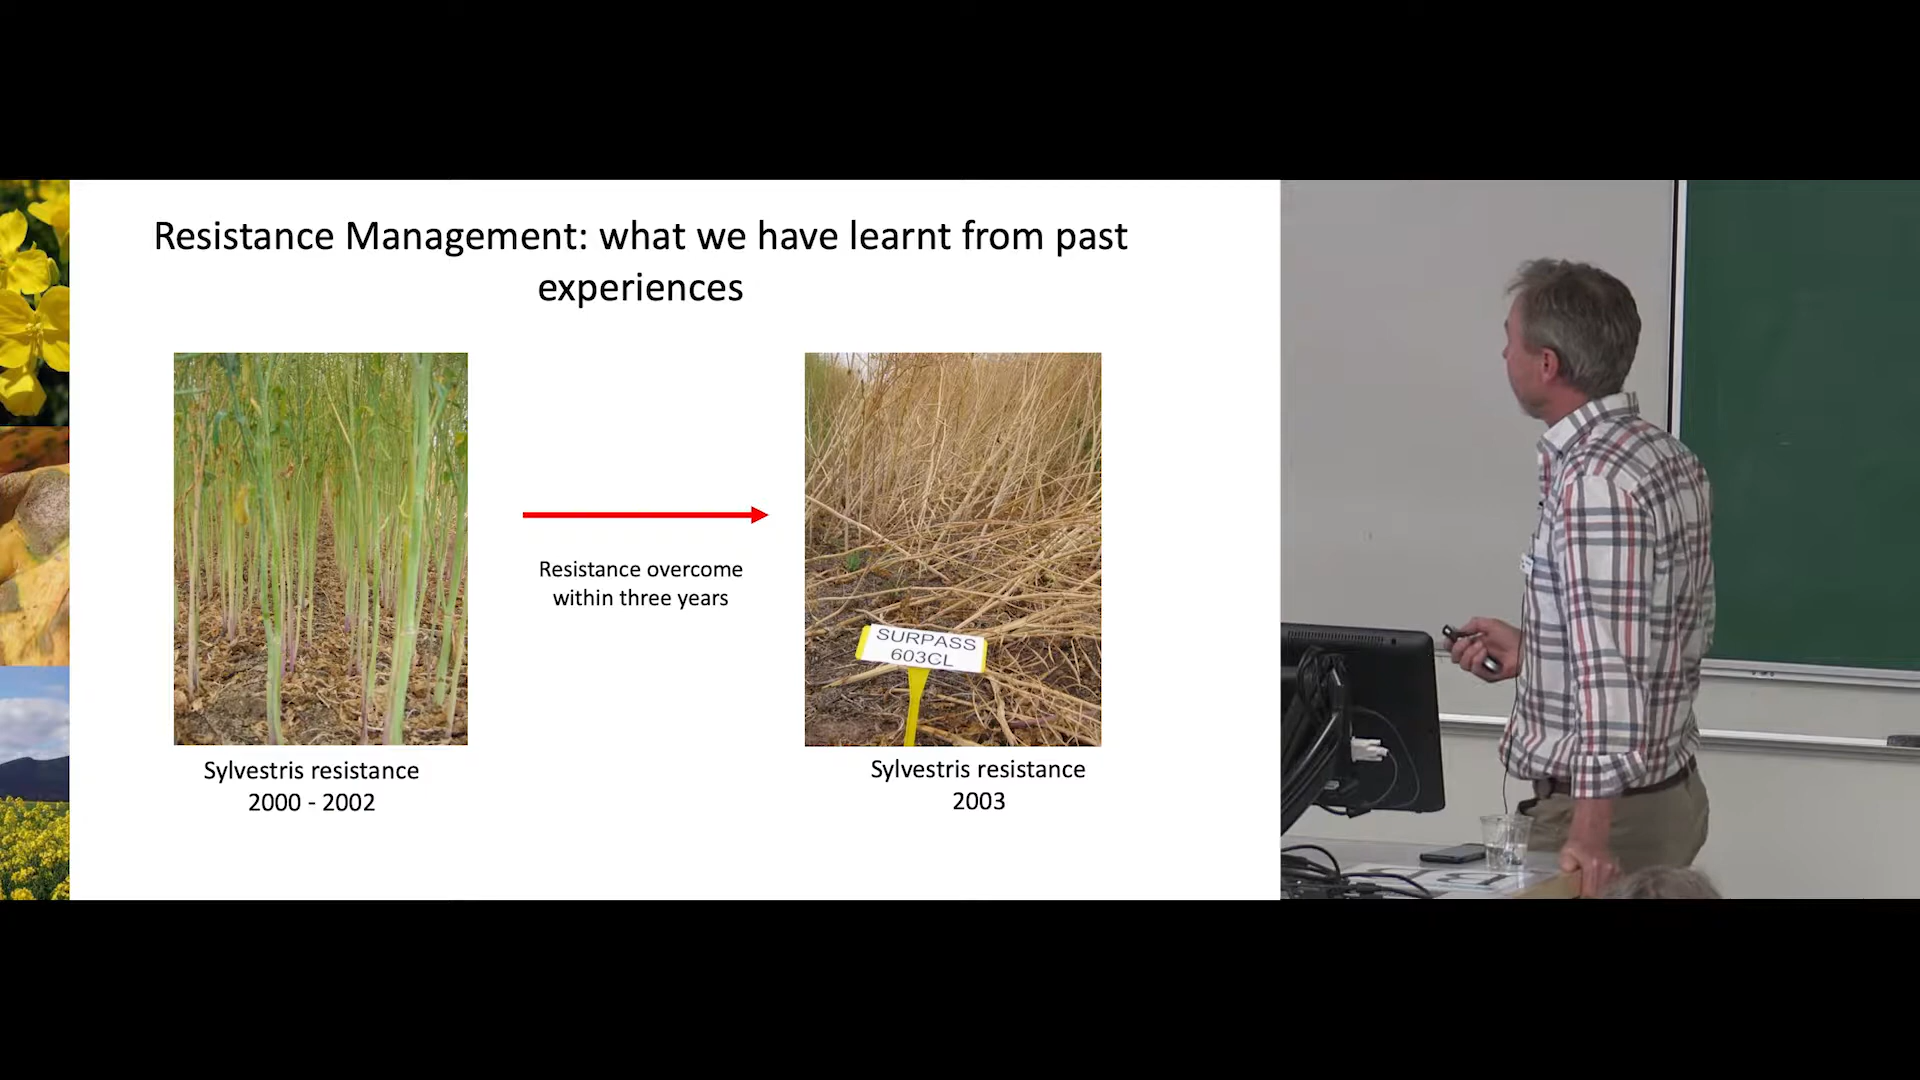 Resistance Management: what we have learnt from past
experiences
Resistance overcome
within three years
SURPASS
603CL
Sylvestris resistance
2000 - 2002
Sylvestris resistance
2003